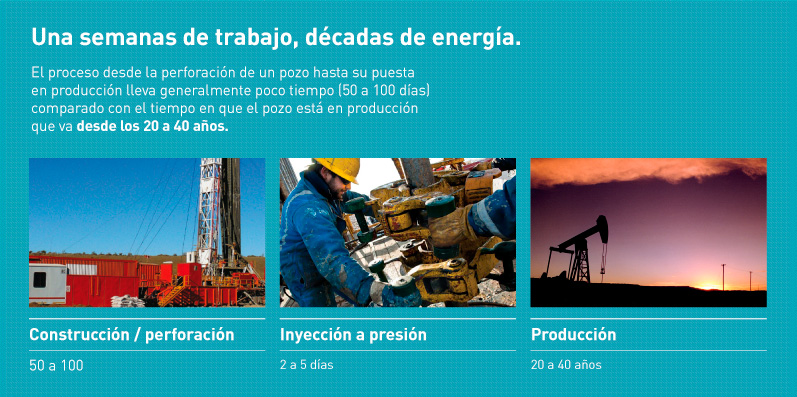 Una semanas de trabajo, décadas de energía.
El proceso desde la perforación de un pozo hasta su puesta
en producción lleva generalmente poco tiempo (50 a 100 días)
comparado con el tiempo en que el pozo está en producción
que va desde los 20 a 40 años.
Construcción / perforación
50 a 100
Inyección a presión
2 a 5 días
Producción
20 a 40 años